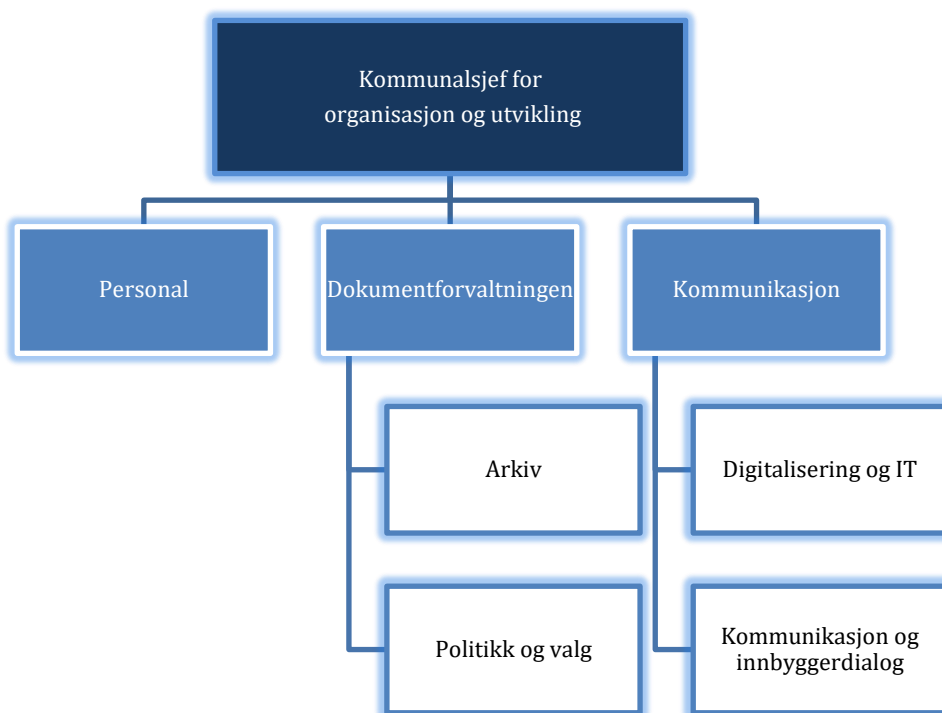 Kommunalsjef for
organisasjon og utvikling
Personal
Dokumentforvaltningen
Kommunikasjon
Arkiv
Digitalisering og IT
Politikk og valg
Kommunikasjon og
innbyggerdialog